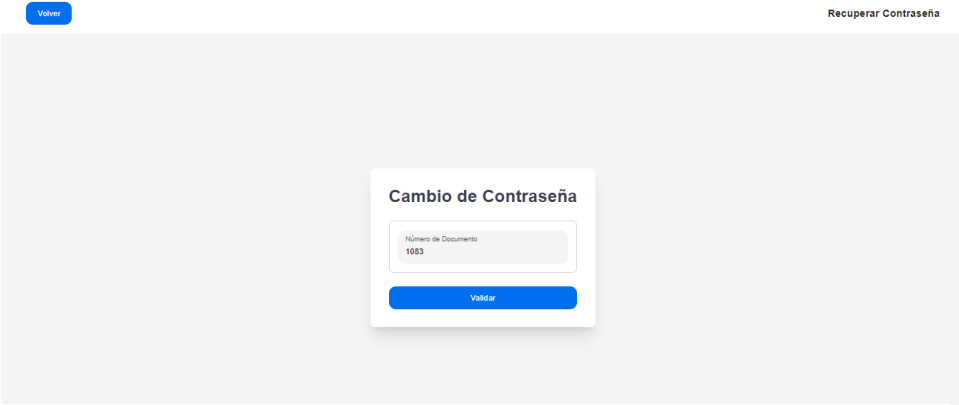 Volver
Recuperar Contraseña
Cambio de Contraseña
Número de Documento
1083
Validar